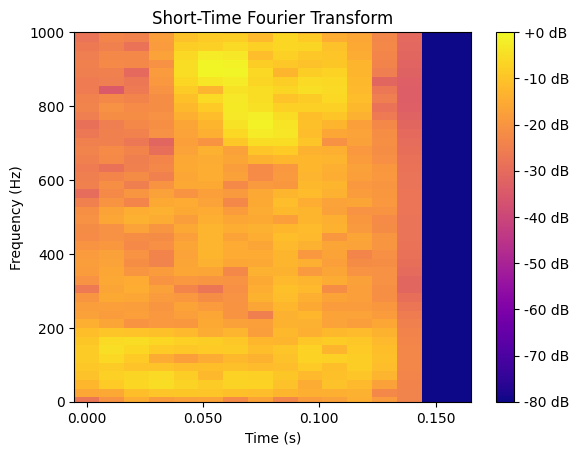 Short-Time Fourier Transform
1000
800
600
400
200
0
Frequency (Hz)
0.000
0.050
0.100
0.150
Time (s)
+0 dB
-10 dB
-20 dB
-30 dB
-40 dB
-50 dB
-60 dB
-70 dB
-80 dB